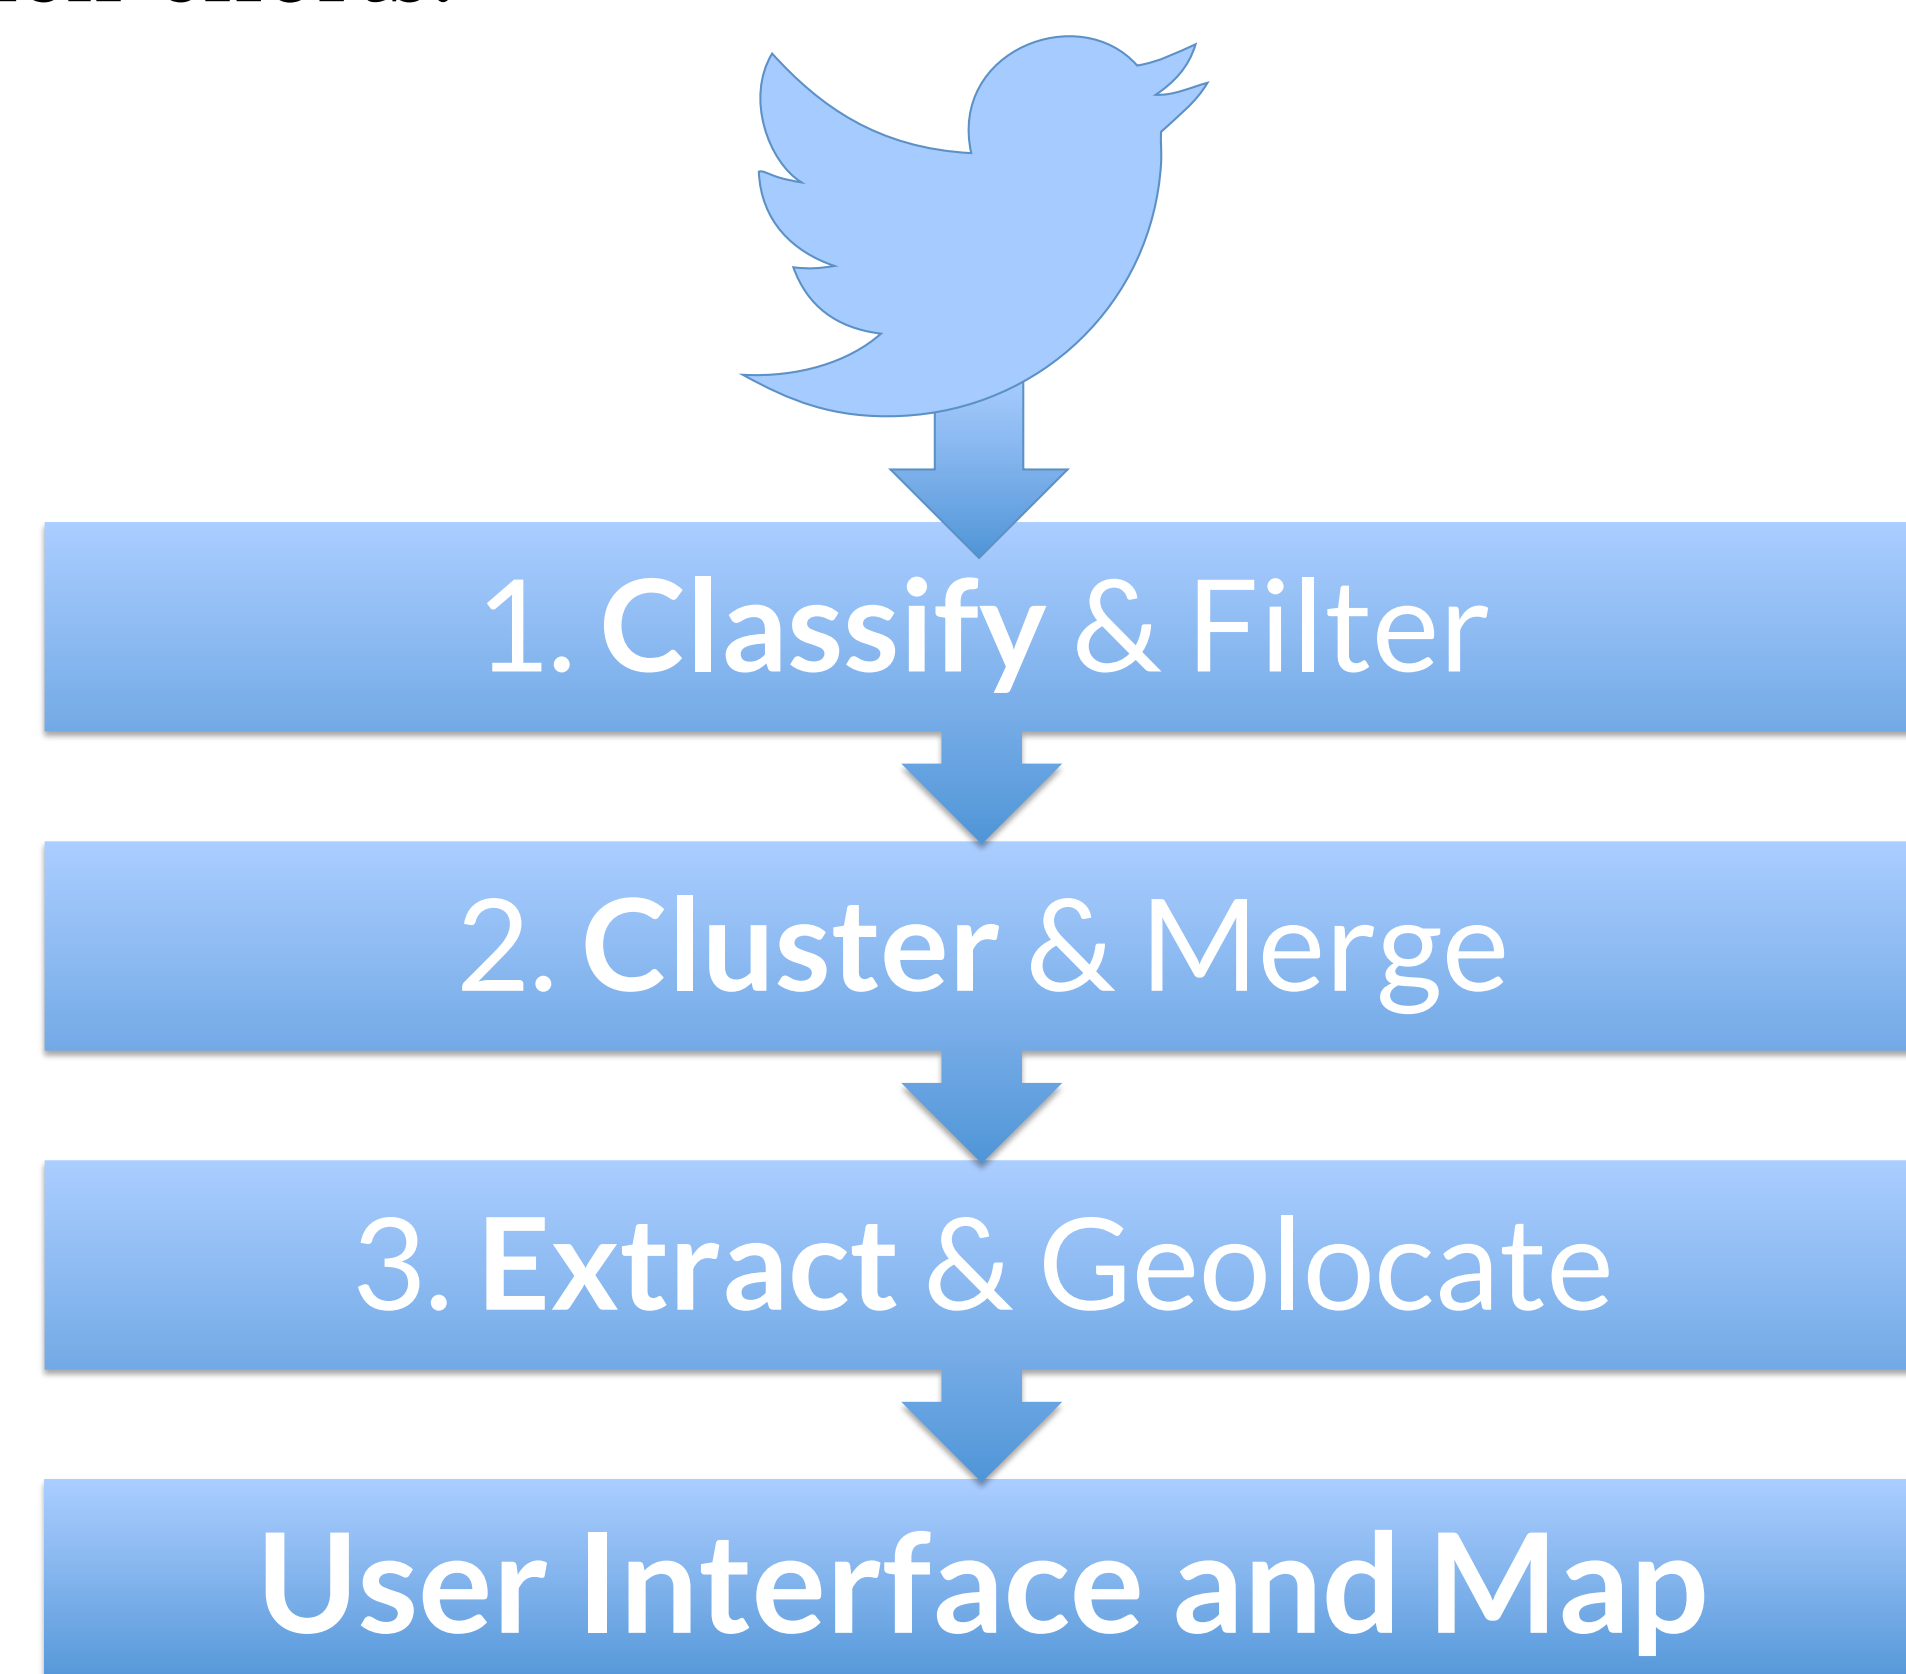 1. Classify & Filter
2. Cluster & Merge
3. Extract & Geolocate
User Interface and Map